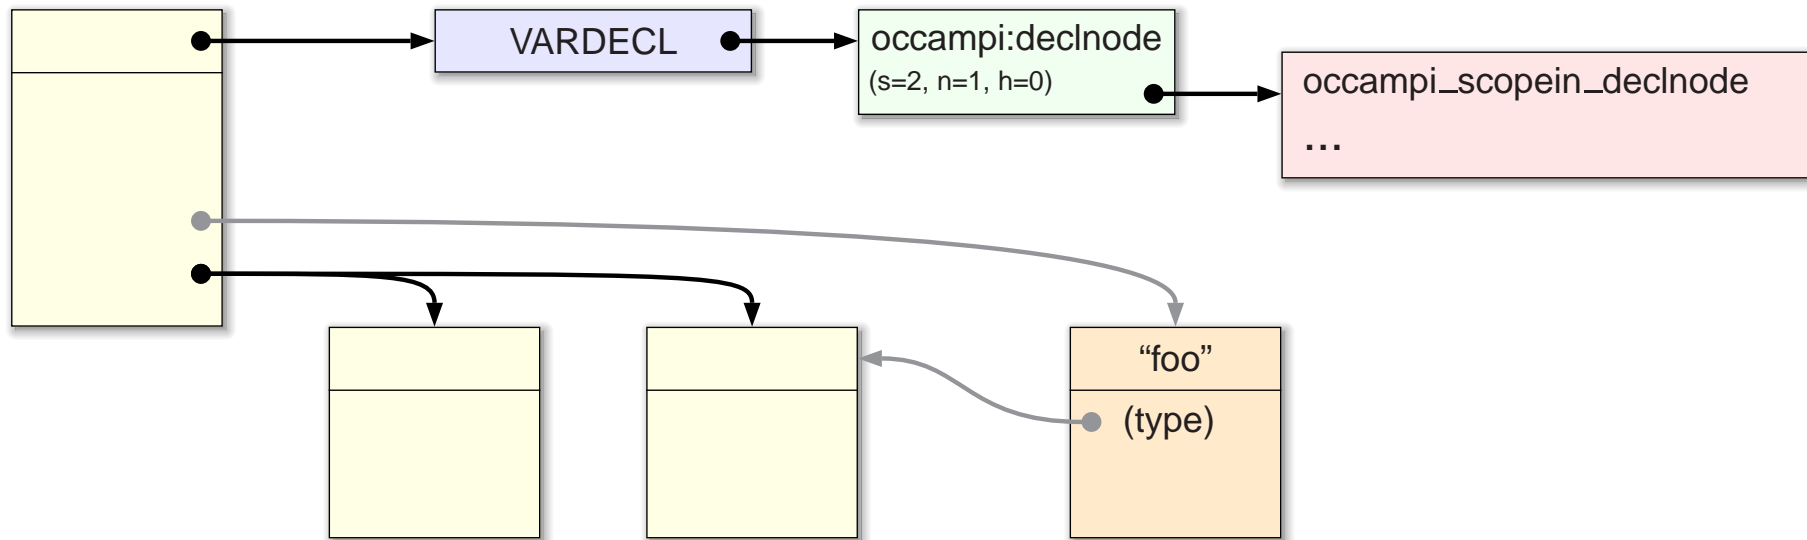 VARDECL
occampi:declnode
(s=2, n=1, h=0)
occampi_scopein_declnode
...
“foo”
(type)